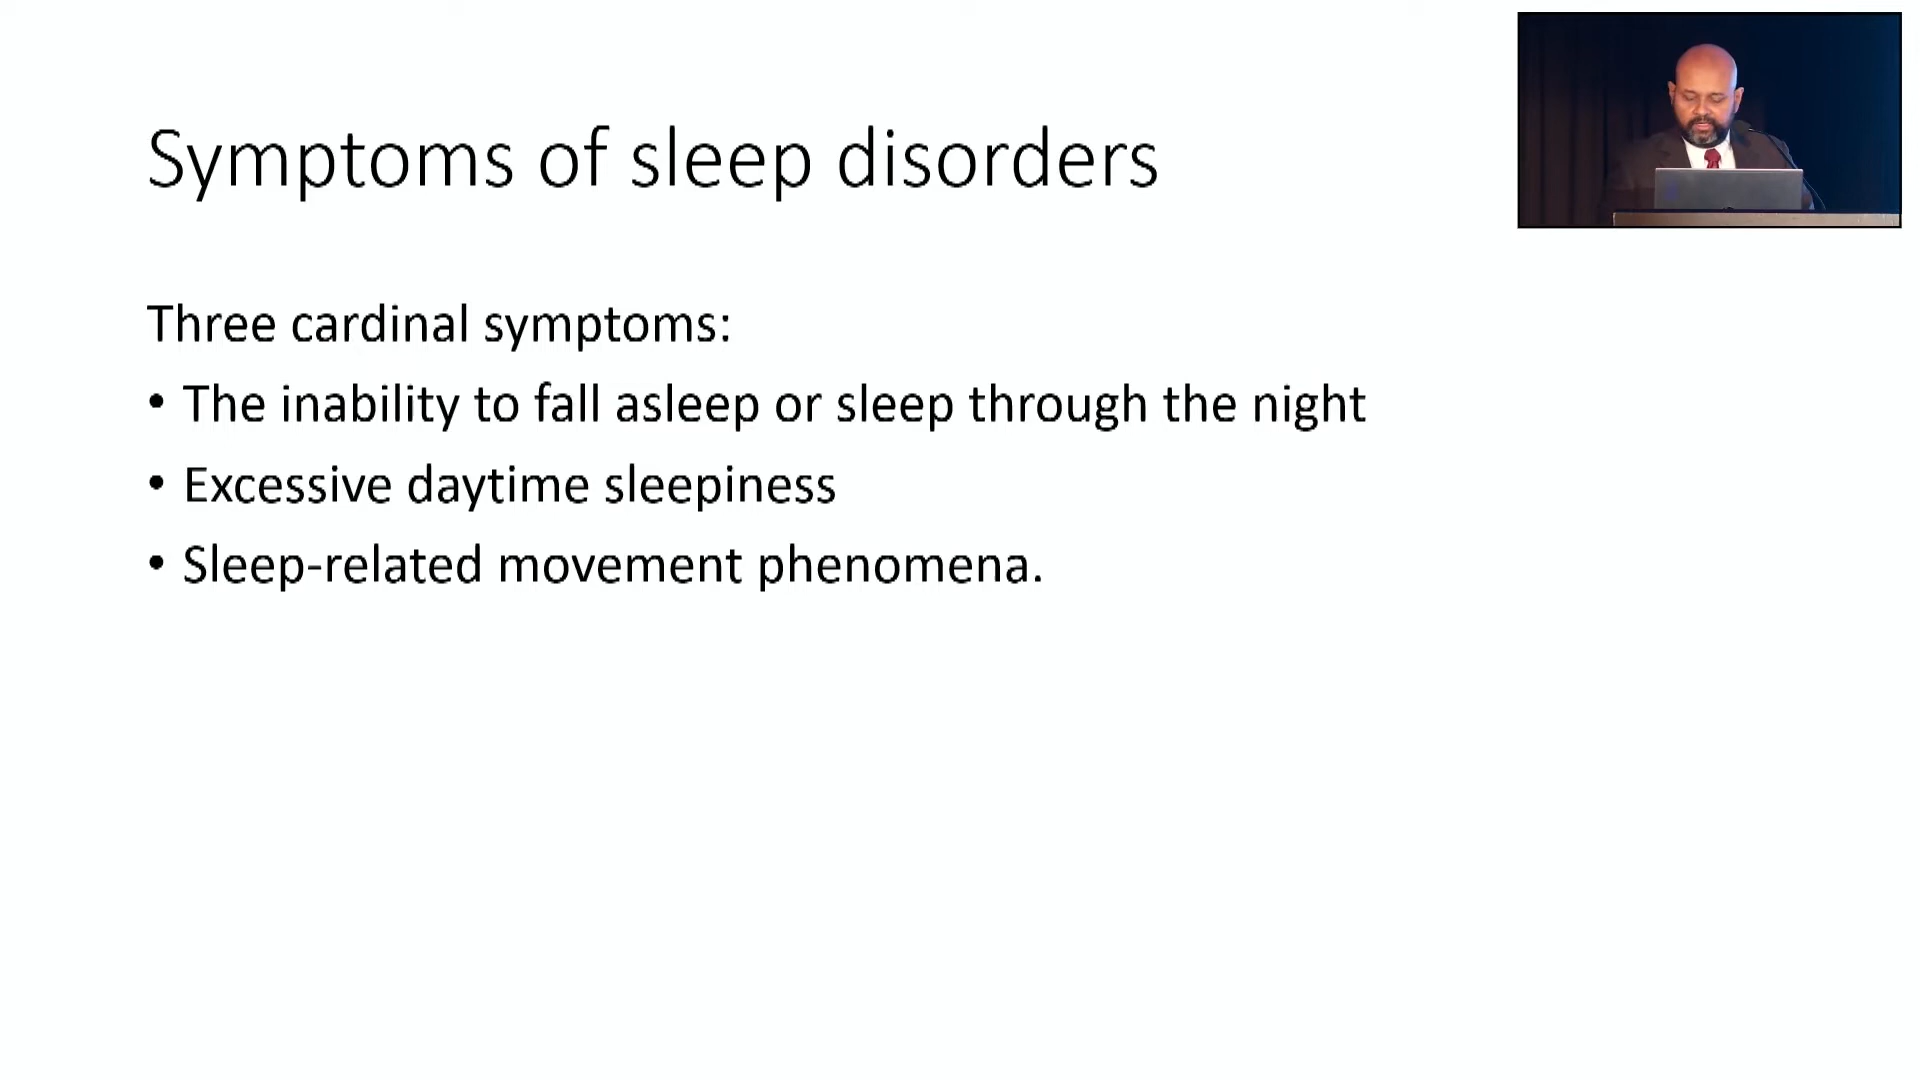 Symptoms of sleep disorders
Three cardinal symptoms:
• The inability to fall asleep or sleep through the night
• Excessive daytime sleepiness
• Sleep-related movement phenomena.